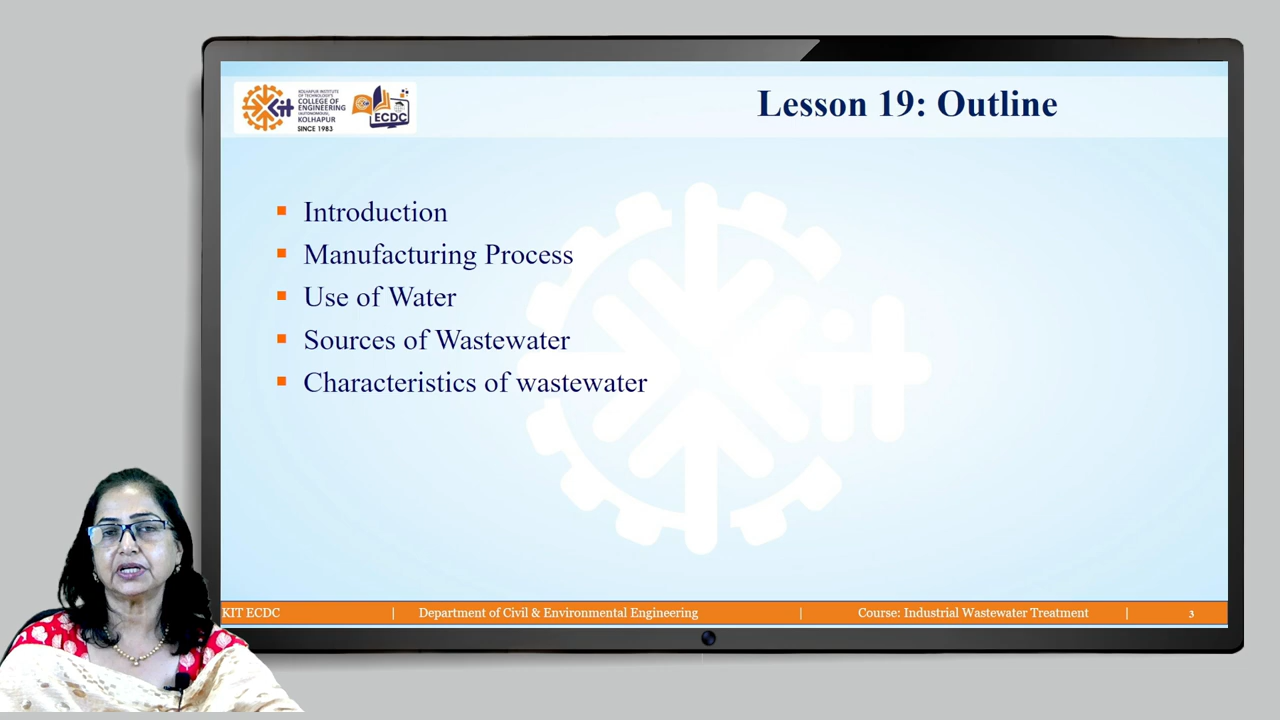 KOLHAPUR INSTITUTE
OF TECHNOLOGY'S
COLLEGE OF
ENGINEERING
(AUTONOMOUS),
KOLHAPUR
SINCE 1983
Kit
ECDC
Lesson 19: Outline
Introduction
Manufacturing Process
Use of Water
Sources of Wastewater
Characteristics of wastewater
KIT ECDC | Department of Civil & Environmental Engineering | Course: Industrial Wastewater Treatment | 3